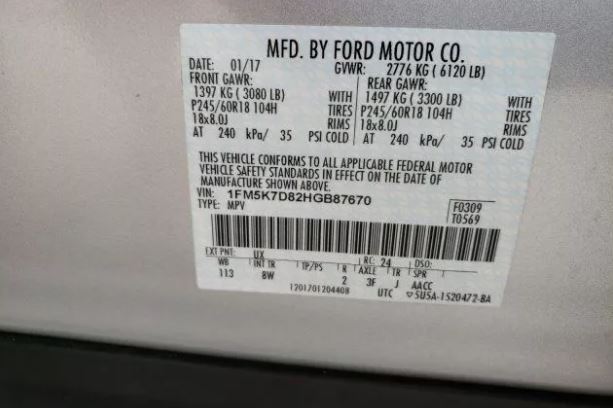 MFD. BY FORD MOTOR CO.
DATE: 01/17 GVWR: 2776 KG ( 6120 LB)
FRONT GAWR: REAR GAWR:
1397 KG ( 3080 LB) WITH 1497 KG ( 3300 LB) WITH
P245/60R18 104H TIRES P245/60R18 104H TIRES
18x8.0J RIMS 18x8.0J RIMS
AT 240 kPa/ 35 PSI COLD AT 240 kPa/ 35 PSI COLD
THIS VEHICLE CONFORMS TO ALL APPLICABLE FEDERAL MOTOR
VEHICLE SAFETY STANDARDS IN EFFECT ON THE DATE OF
MANUFACTURE SHOWN ABOVE.
VIN: 1FM5K7D82HGB87670
TYPE: MPV
F0309
T0569
EXT PNT: UX RC: 24 DSO:
WB INT TR TP/PS R AXLE TR SPR
113 BW 2 3F J AACC
1201701204408 UTC 5U5A-1520472-BA